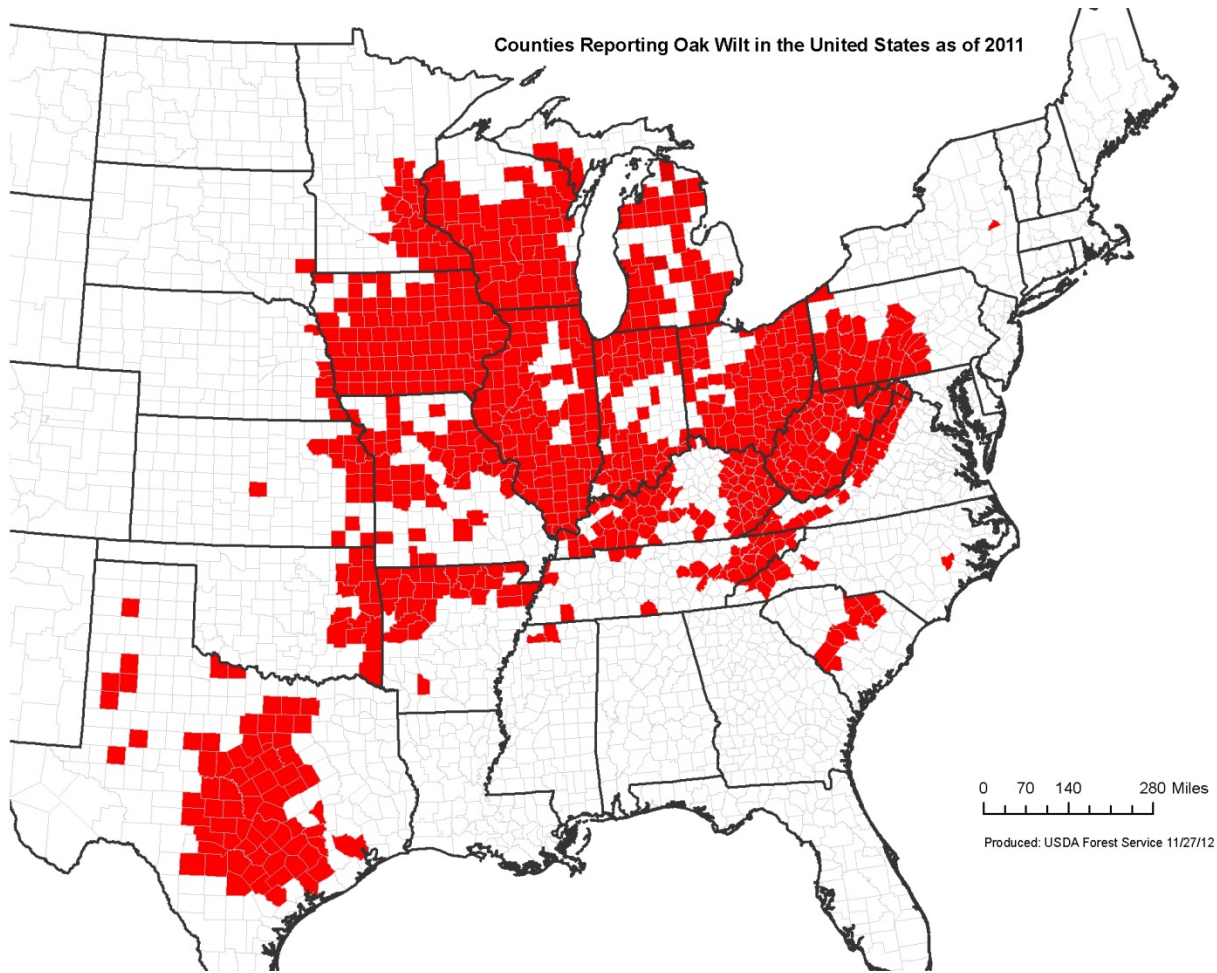 Counties Reporting Oak Wilt in the United States as of 2011
0 70 140 280 Miles
Produced: USDA Forest Service 11/27/12